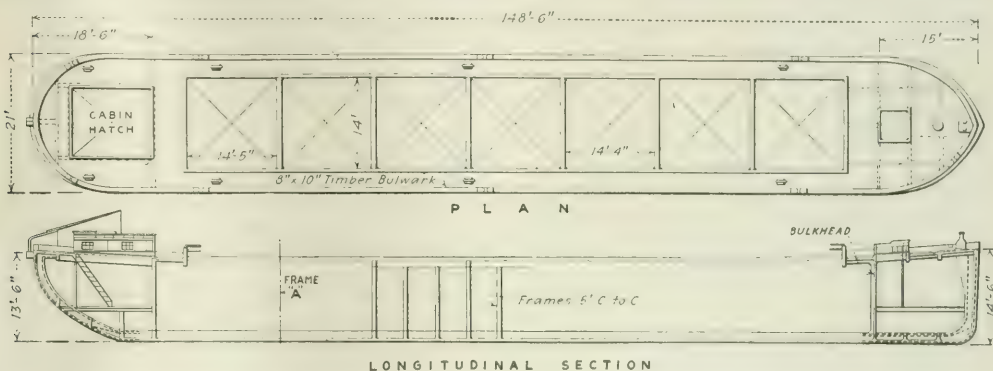 148'-6"
18'-6"
15'
CABIN
HATCH
21'
14'
14'-5"
14'-4"
8"x 10" Timber Bulwark
PLAN
BULKHEAD
FRAME
"A"
13'-6"
Frames 5' C to C
14'-6"
LONGITUDINAL SECTION